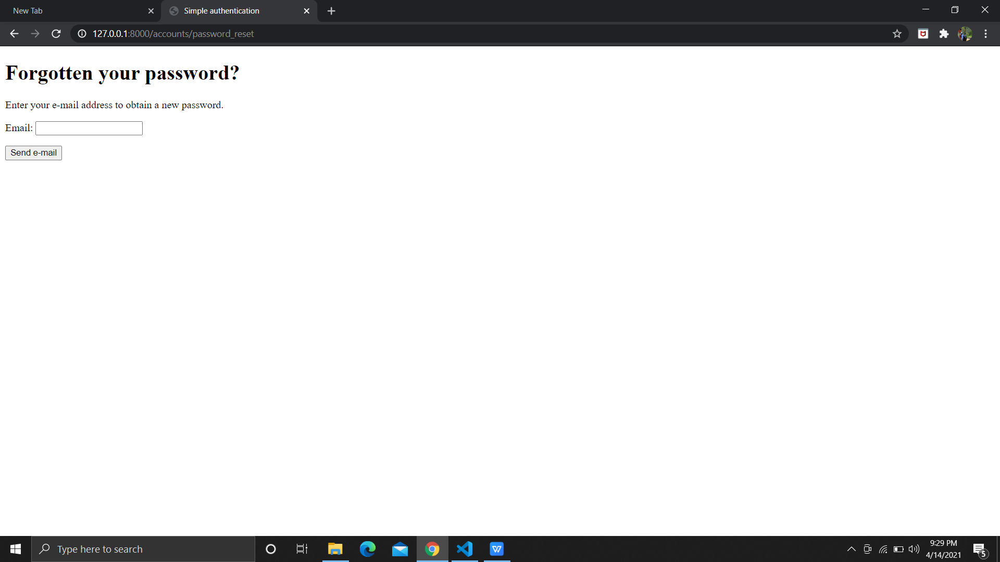 New Tab
Simple authentication
127.0.0.1:8000/accounts/password_reset
Forgotten your password?
Enter your e-mail address to obtain a new password.
Email:
Send e-mail
Type here to search
W
9:29 PM
4/14/2021
5